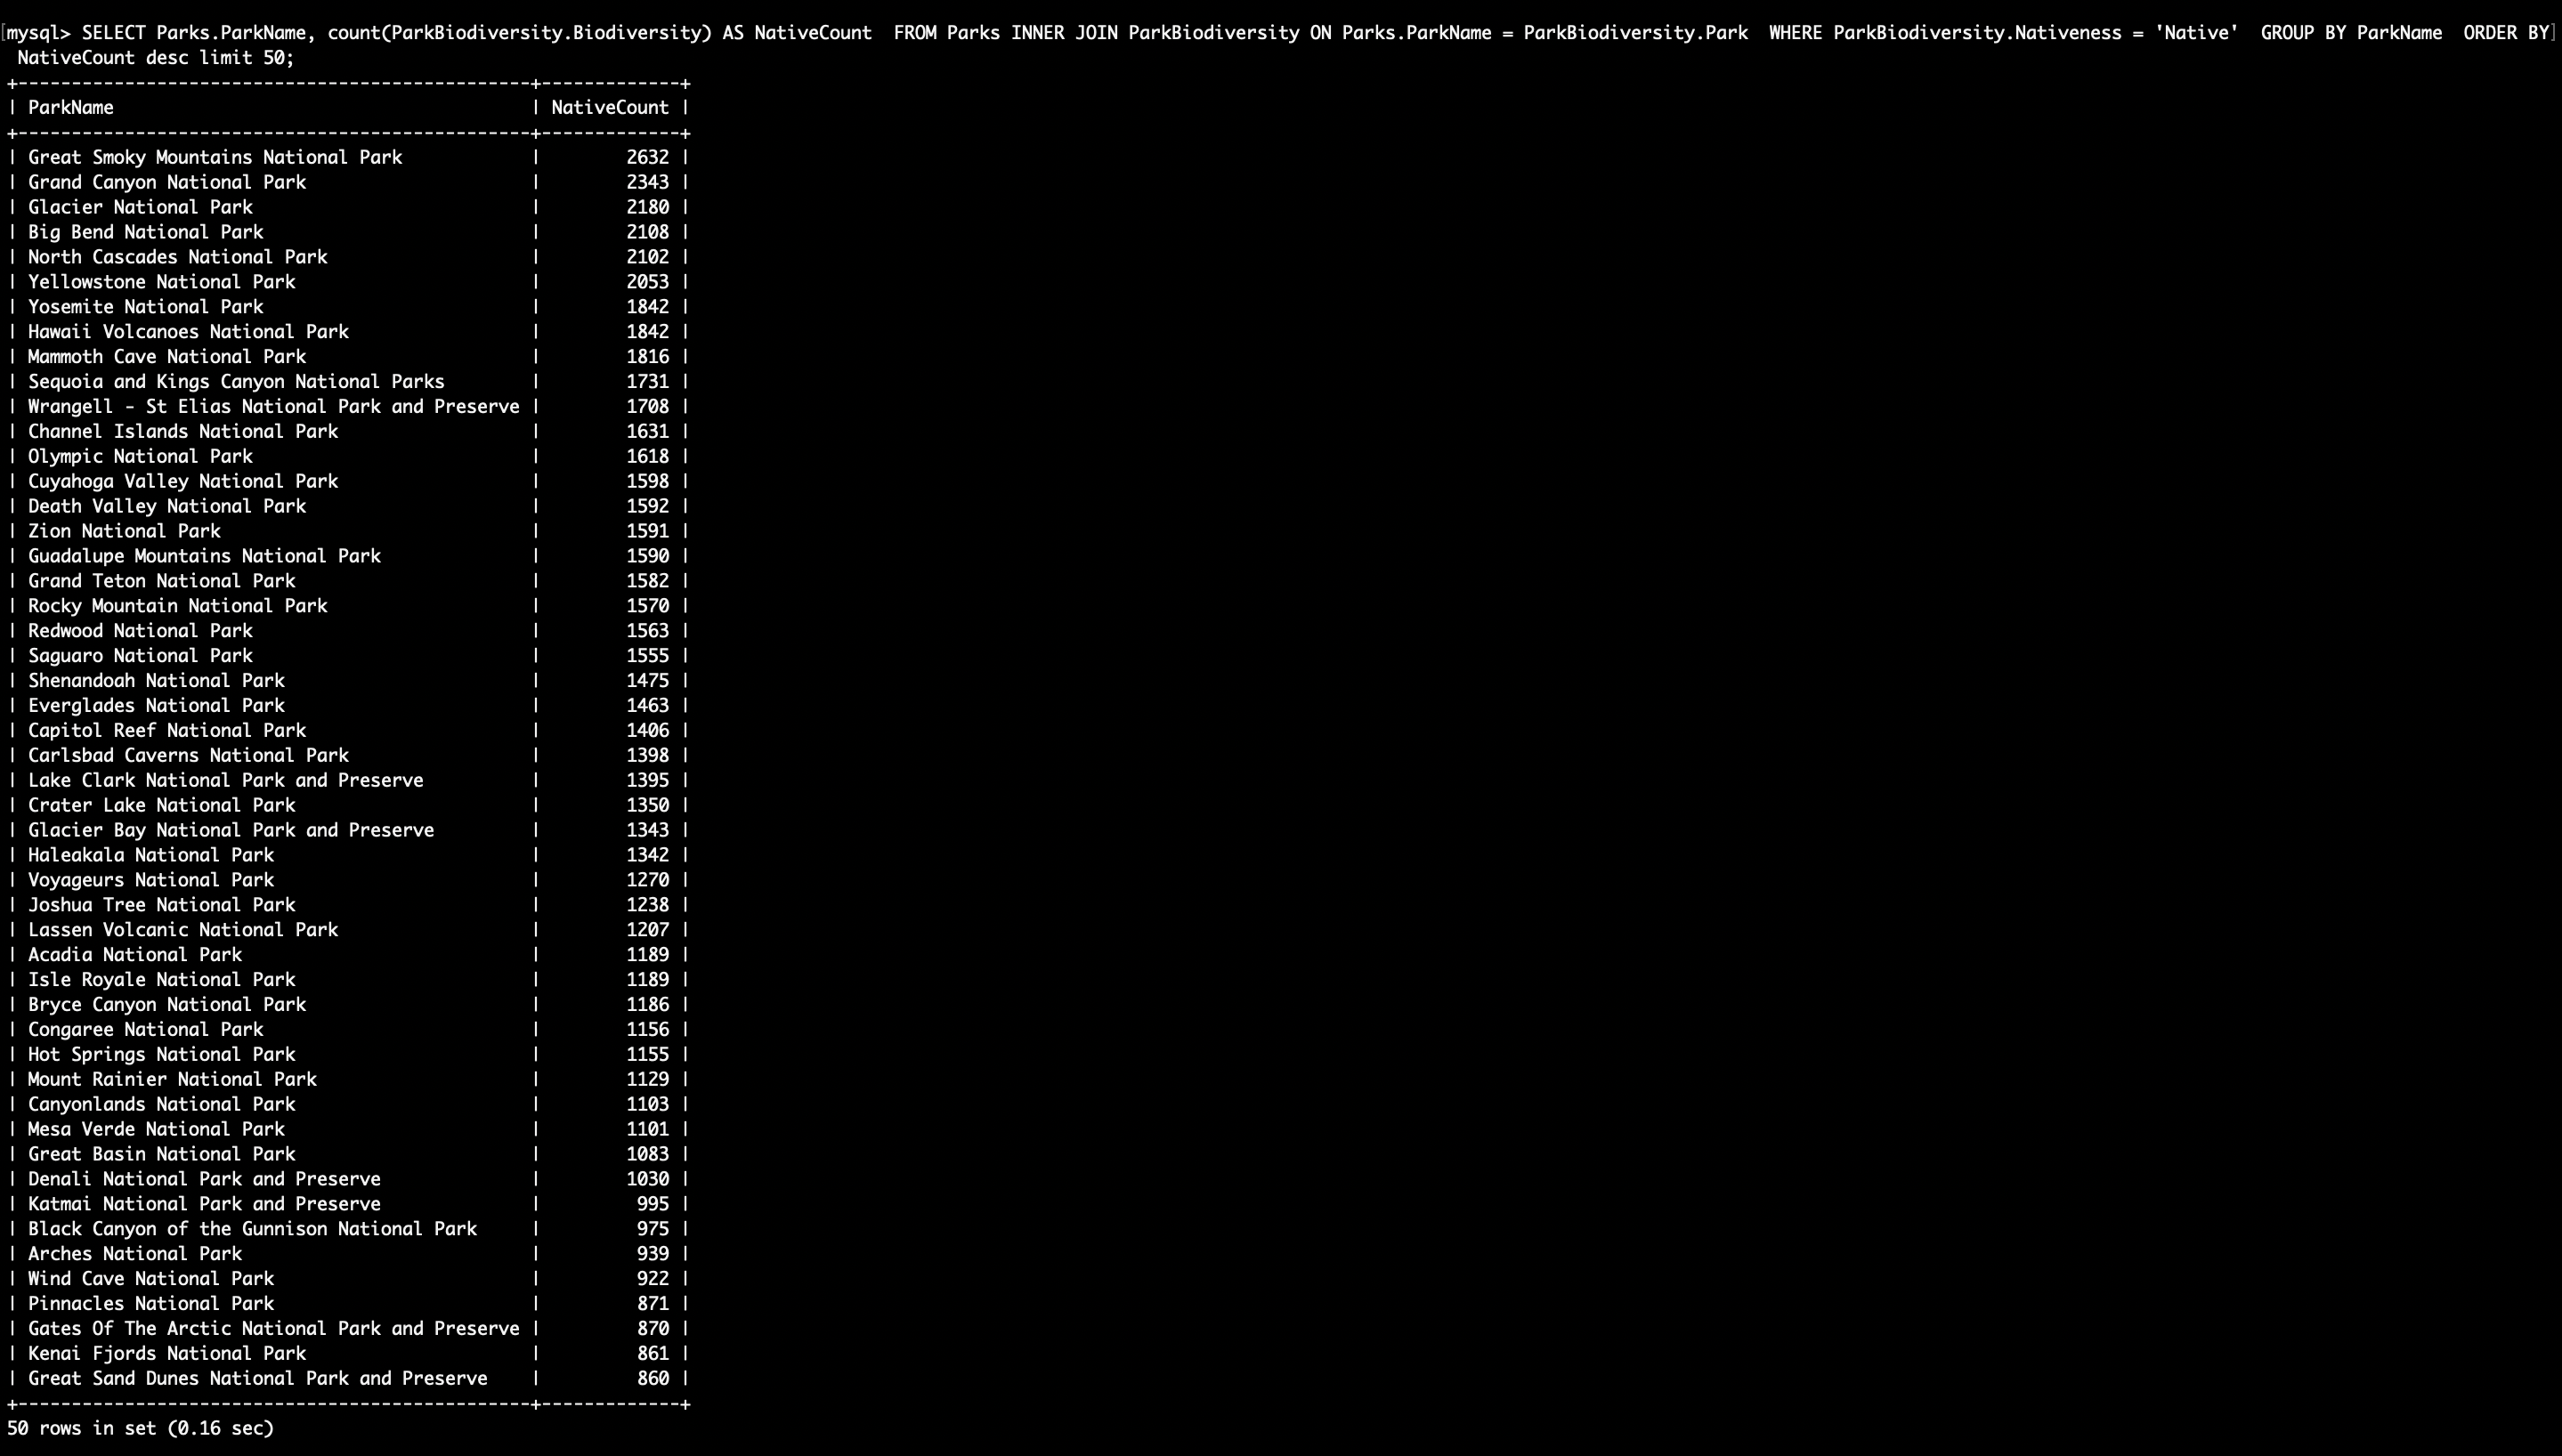 [mysql> SELECT Parks.ParkName, count(ParkBiodiversity.Biodiversity) AS NativeCount  FROM Parks INNER JOIN ParkBiodiversity ON Parks.ParkName = ParkBiodiversity.Park  WHERE ParkBiodiversity.Nativeness = 'Native'  GROUP BY ParkName  ORDER BY]
 NativeCount desc limit 50;
+----------------------------------------------+-------------+
| ParkName                                     | NativeCount |
+----------------------------------------------+-------------+
| Great Smoky Mountains National Park          |        2632 |
| Grand Canyon National Park                   |        2343 |
| Glacier National Park                        |        2180 |
| Big Bend National Park                       |        2108 |
| North Cascades National Park                 |        2102 |
| Yellowstone National Park                    |        2053 |
| Yosemite National Park                       |        1842 |
| Hawaii Volcanoes National Park               |        1842 |
| Mammoth Cave National Park                   |        1816 |
| Sequoia and Kings Canyon National Parks      |        1731 |
| Wrangell - St Elias National Park and Preserve |        1708 |
| Channel Islands National Park                |        1631 |
| Olympic National Park                        |        1618 |
| Cuyahoga Valley National Park                |        1598 |
| Death Valley National Park                   |        1592 |
| Zion National Park                           |        1591 |
| Guadalupe Mountains National Park            |        1590 |
| Grand Teton National Park                    |        1582 |
| Rocky Mountain National Park                 |        1570 |
| Redwood National Park                        |        1563 |
| Saguaro National Park                        |        1555 |
| Shenandoah National Park                     |        1475 |
| Everglades National Park                     |        1463 |
| Capitol Reef National Park                   |        1406 |
| Carlsbad Caverns National Park               |        1398 |
| Lake Clark National Park and Preserve        |        1395 |
| Crater Lake National Park                    |        1350 |
| Glacier Bay National Park and Preserve       |        1343 |
| Haleakala National Park                      |        1342 |
| Voyageurs National Park                      |        1270 |
| Joshua Tree National Park                    |        1238 |
| Lassen Volcanic National Park                |        1207 |
| Acadia National Park                         |        1189 |
| Isle Royale National Park                    |        1189 |
| Bryce Canyon National Park                   |        1186 |
| Congaree National Park                       |        1156 |
| Hot Springs National Park                    |        1155 |
| Mount Rainier National Park                  |        1129 |
| Canyonlands National Park                    |        1103 |
| Mesa Verde National Park                     |        1101 |
| Great Basin National Park                    |        1083 |
| Denali National Park and Preserve            |        1030 |
| Katmai National Park and Preserve            |         995 |
| Black Canyon of the Gunnison National Park   |         975 |
| Arches National Park                         |         939 |
| Wind Cave National Park                      |         922 |
| Pinnacles National Park                      |         871 |
| Gates Of The Arctic National Park and Preserve |         870 |
| Kenai Fjords National Park                   |         861 |
| Great Sand Dunes National Park and Preserve  |         860 |
+----------------------------------------------+-------------+
50 rows in set (0.16 sec)